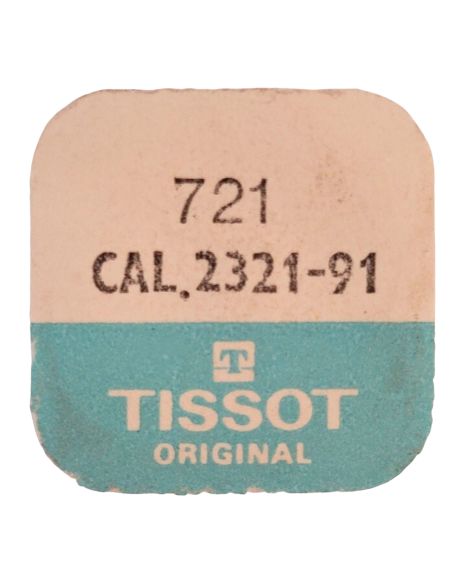 721
CAL.2321-91
T
TISSOT
ORIGINAL